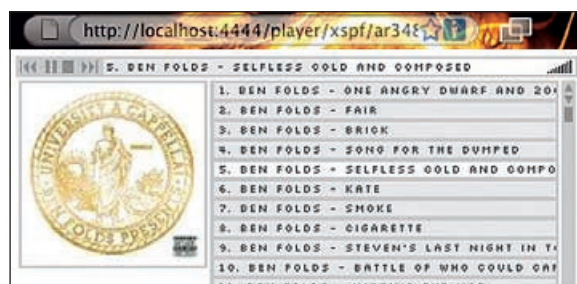 http://localhost:4444/player/xspf/ar348
5. BEN FOLDS - SELFLESS COLD AND COMPOSED
1. BEN FOLDS - ONE ANGRY DWARF AND 20
2. BEN FOLDS - FAIR
3. BEN FOLDS - BRICK
4. BEN FOLDS - SONG FOR THE DUMPED
5. BEN FOLDS - SELFLESS COLD AND COMPO
6. BEN FOLDS - KATE
7. BEN FOLDS - SMOKE
8. BEN FOLDS - CIGARETTE
9. BEN FOLDS - STEVEN'S LAST NIGHT IN T
10. BEN FOLDS - BATTLE OF WHO COULD CAR
UNIVERSITY A CAPPELLA!
BEN FOLDS PRESENTS